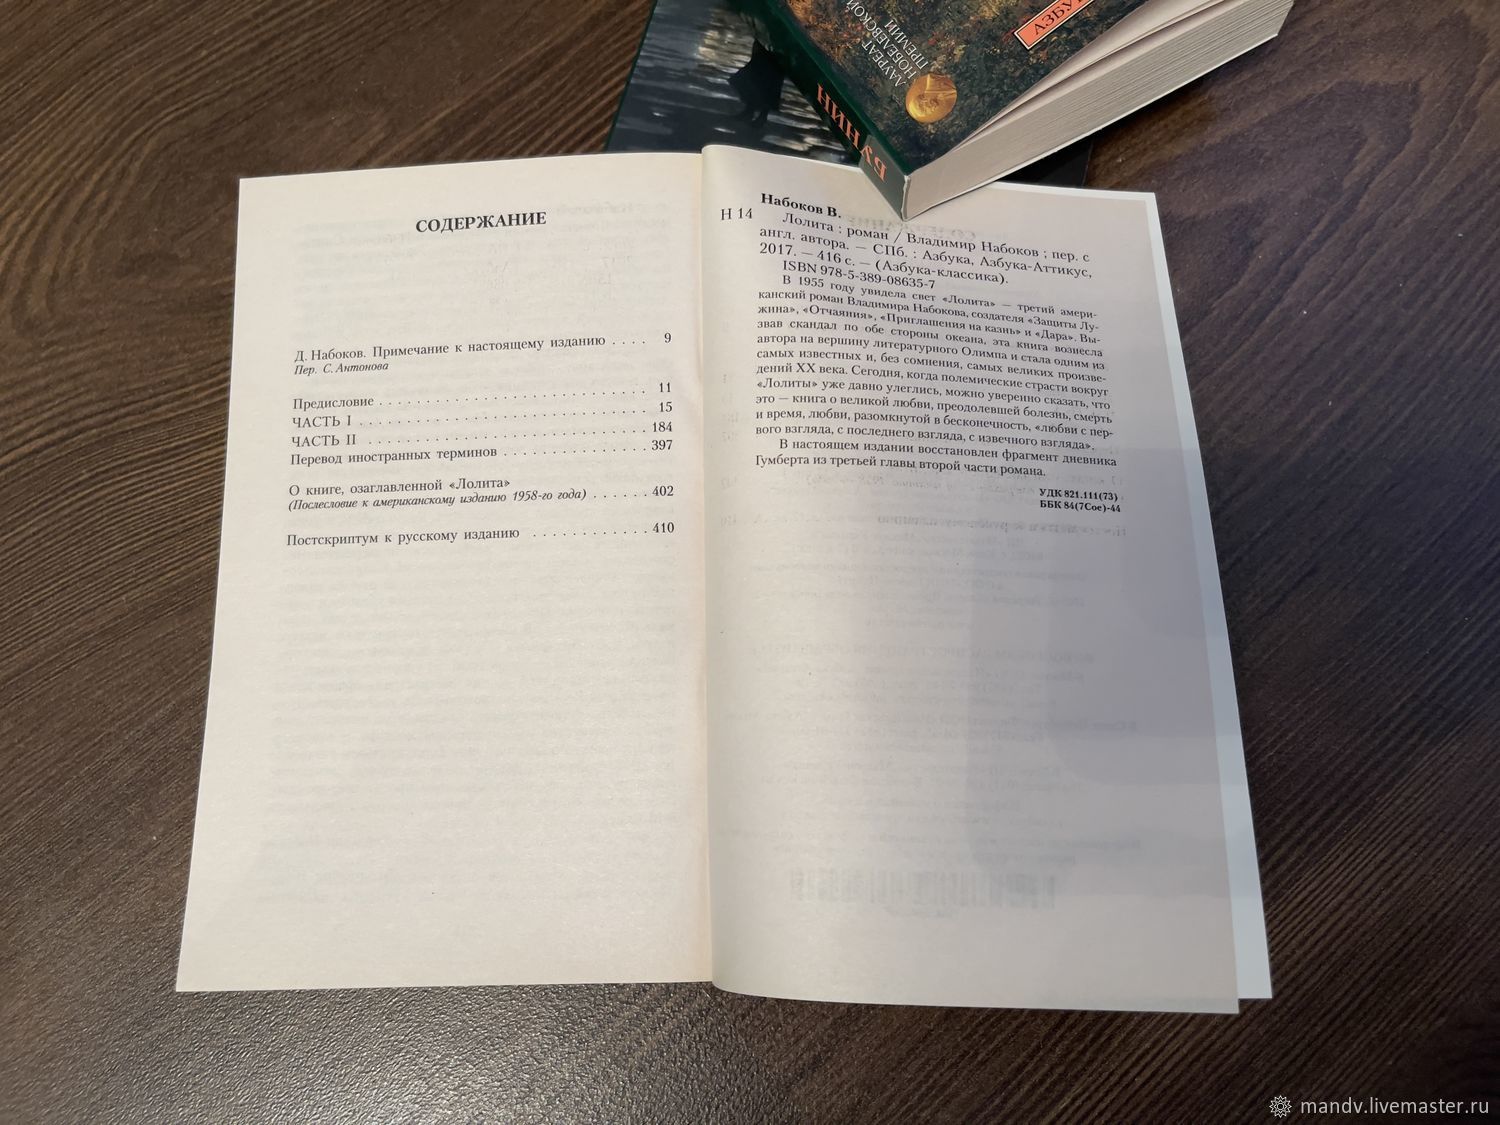 ЛАУРЕАТ
НОБЕЛЕВСКОЙ
ПРЕМИИ
БУНИН
СОДЕРЖАНИЕ
Д. Набоков. Примечание к настоящему изданию . . . . 9
Пер. С. Антонова
Предисловие . . . . . . . . . . . . . . . . . . . . . . . . . . . . 11
ЧАСТЬ I . . . . . . . . . . . . . . . . . . . . . . . . . . . . . . 15
ЧАСТЬ II . . . . . . . . . . . . . . . . . . . . . . . . . . . . . 184
Перевод иностранных терминов . . . . . . . . . . . . . . . 397
О книге, озаглавленной «Лолита»
(Послесловие к американскому изданию 1958-го года) . . . . . . 402
Постскриптум к русскому изданию . . . . . . . . . . . . 410
Набоков В.
Н 14
Лолита : роман / Владимир Набоков ; пер. с
англ. автора. — СПб. : Азбука, Азбука-Аттикус,
2017. — 416 с. — (Азбука-классика).
ISBN 978-5-389-08635-7
В 1955 году увидела свет «Лолита» — третий амери-
канский роман Владимира Набокова, создателя «Защиты Лу-
жина», «Отчаяния», «Приглашения на казнь» и «Дара». Вы-
звав скандал по обе стороны океана, эта книга вознесла
автора на вершину литературного Олимпа и стала одним из
самых известных и, без сомнения, самых великих произве-
дений XX века. Сегодня, когда полемические страсти вокруг
«Лолиты» уже давно улеглись, можно уверенно сказать, что
это — книга о великой любви, преодолевшей болезнь, смерть
и время, любви, разомкнутой в бесконечность, «любви с пер-
вого взгляда, с последнего взгляда, с извечного взгляда».
В настоящем издании восстановлен фрагмент дневника
Гумберта из третьей главы второй части романа.
УДК 821.111(73)
ББК 84(7Сое)-44
mandv.livemaster.ru